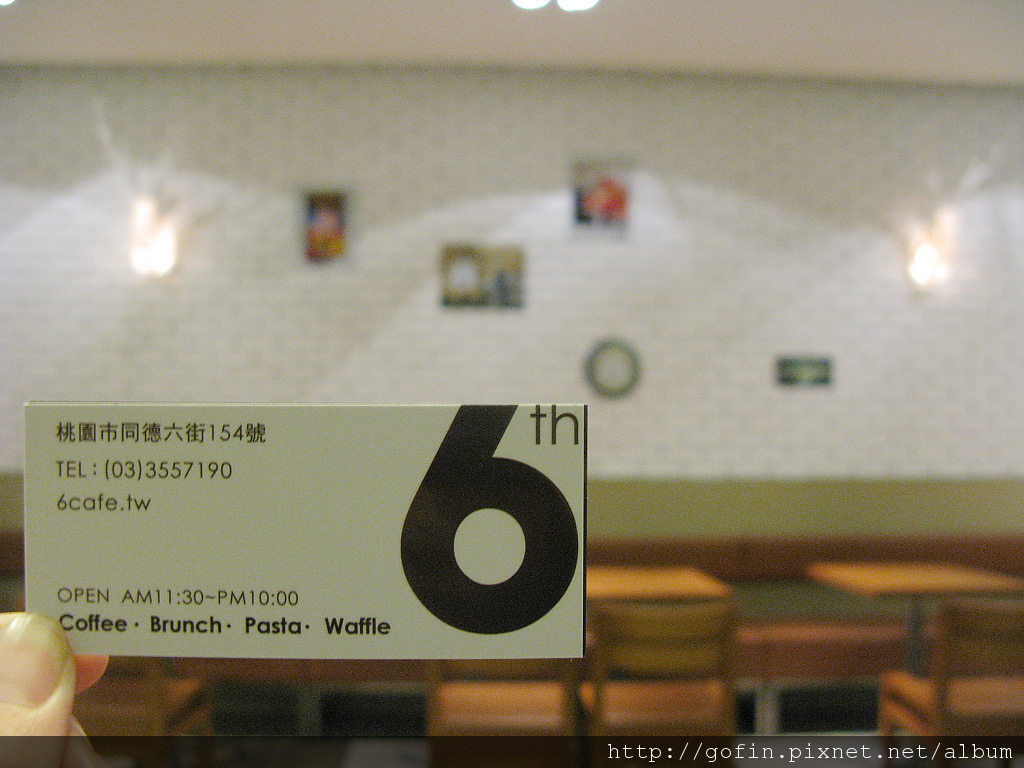 桃園市同德六街154號
TEL：(03)3557190
6cafe.tw
6th
OPEN AM11:30~PM10:00
Coffee· Brunch· Pasta· Waffle
http://gofin.pixnet.net/album